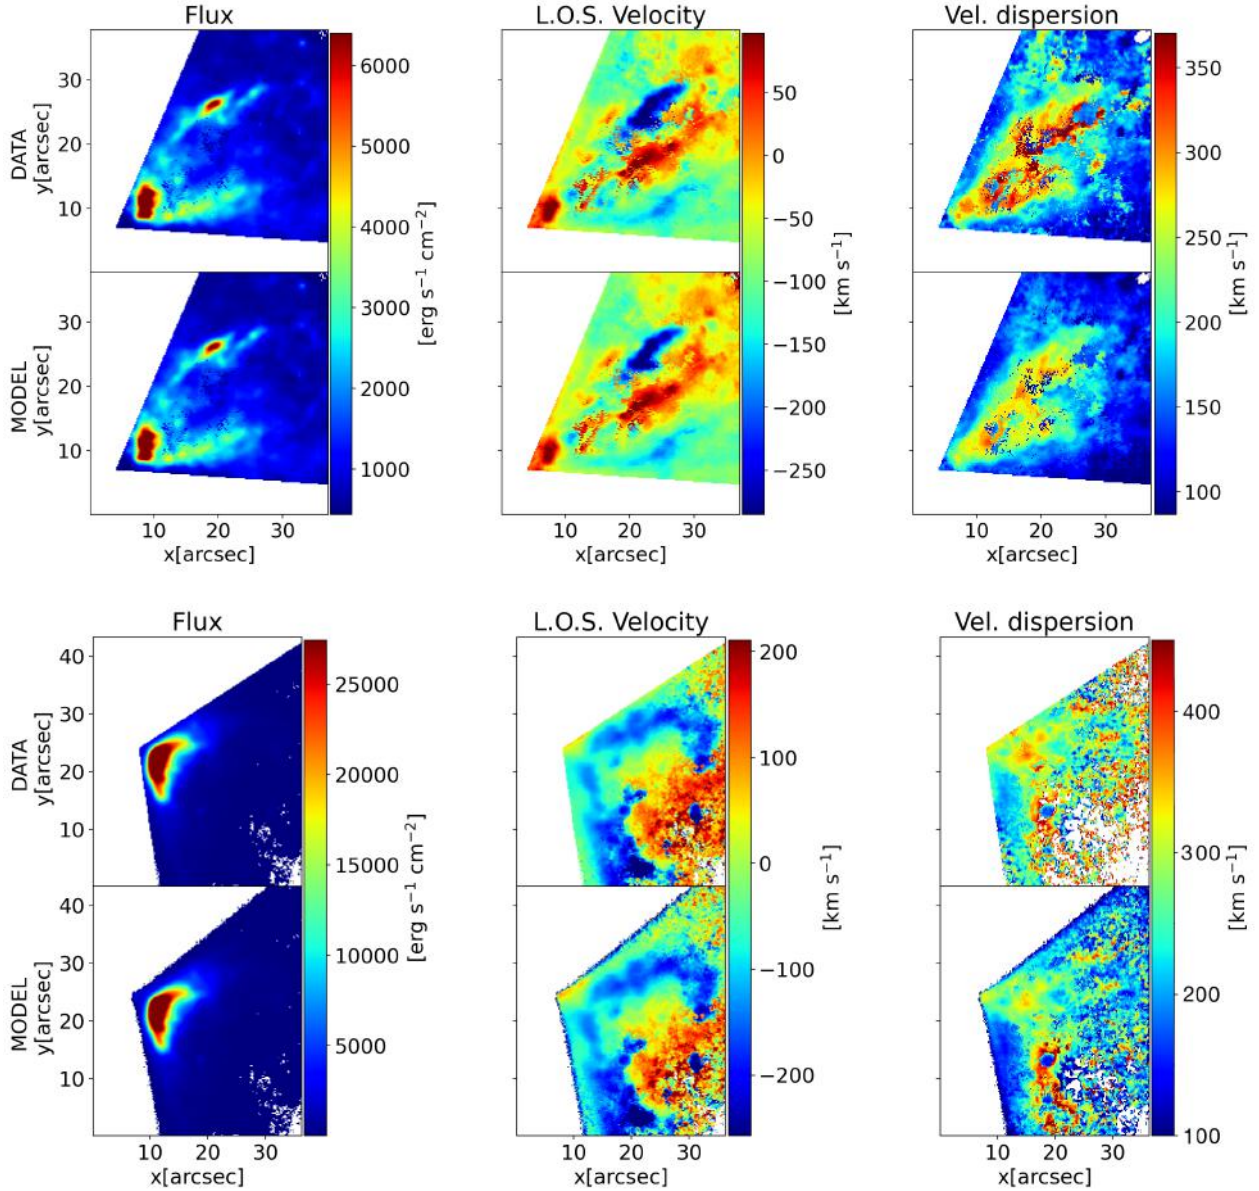 Flux
L.O.S. Velocity
Vel. dispersion
DATA
y[arcsec]
30
20
10
MODEL
y[arcsec]
30
20
10
10 20 30
x[arcsec]
6000
5000
4000
3000
2000
1000
[erg s⁻¹ cm⁻²]
10 20 30
x[arcsec]
50
0
−50
−100
−150
−200
−250
[km s⁻¹]
10 20 30
x[arcsec]
350
300
250
200
150
100
[km s⁻¹]
Flux
L.O.S. Velocity
Vel. dispersion
DATA
y[arcsec]
40
30
20
10
MODEL
y[arcsec]
40
30
20
10
10 20 30
x[arcsec]
25000
20000
15000
10000
5000
[erg s⁻¹ cm⁻²]
10 20 30
x[arcsec]
200
100
0
−100
−200
[km s⁻¹]
10 20 30
x[arcsec]
400
300
200
100
[km s⁻¹]